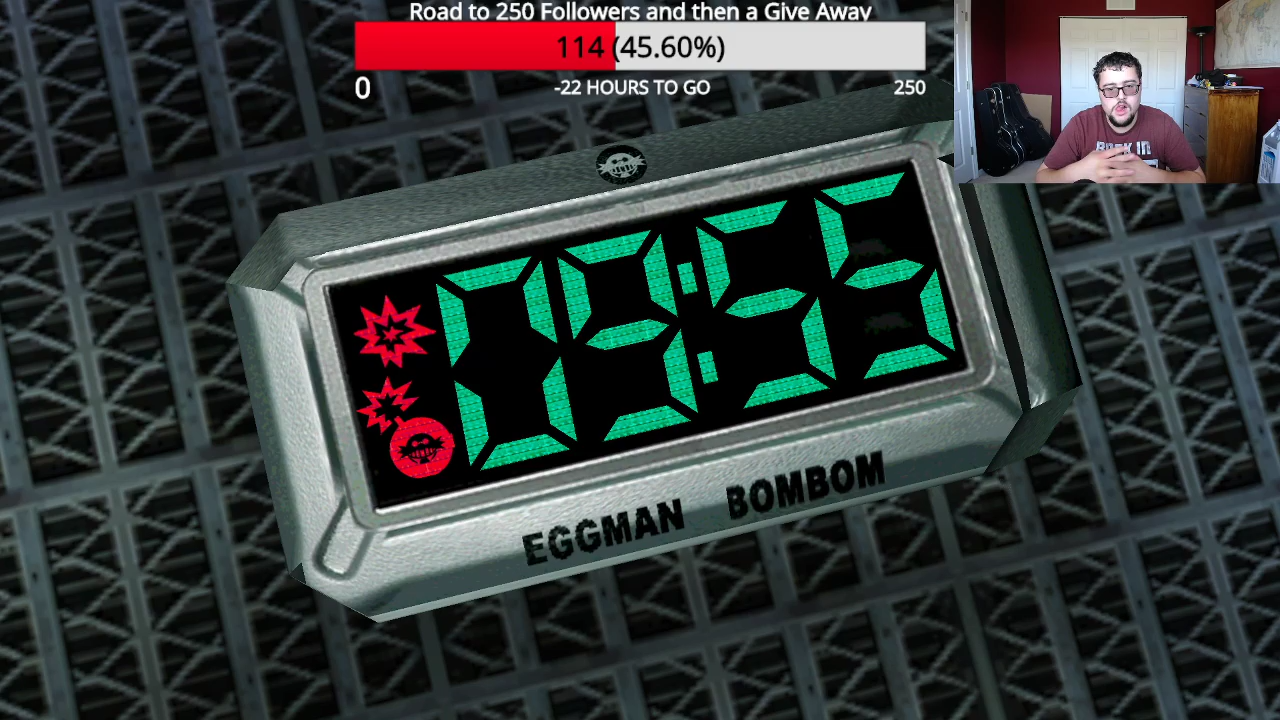 Road to 250 Followers and then a Give Away
114 (45.60%)
0 -22 HOURS TO GO 250
09:55
EGGMAN BOMBOM